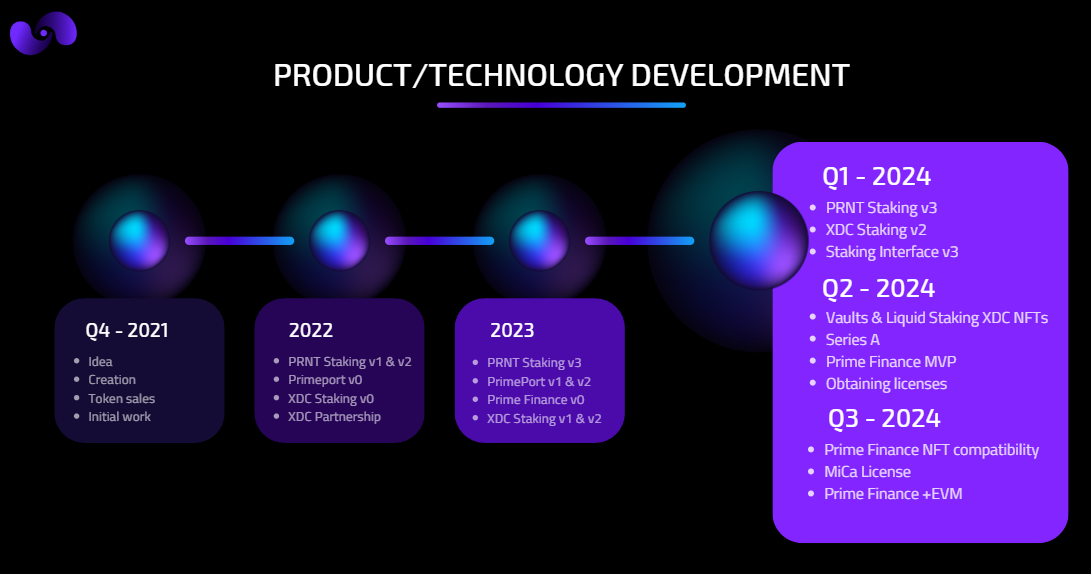 PRODUCT/TECHNOLOGY DEVELOPMENT
Q4 - 2021
Idea
Creation
Token sales
Initial work
2022
PRNT Staking v1 & v2
Primeport v0
XDC Staking v0
XDC Partnership
2023
PRNT Staking v3
PrimePort v1 & v2
Prime Finance v0
XDC Staking v1 & v2
Q1 - 2024
PRNT Staking v3
XDC Staking v2
Staking Interface v3
Q2 - 2024
Vaults & Liquid Staking XDC NFTs
Series A
Prime Finance MVP
Obtaining licenses
Q3 - 2024
Prime Finance NFT compatibility
MiCa License
Prime Finance +EVM